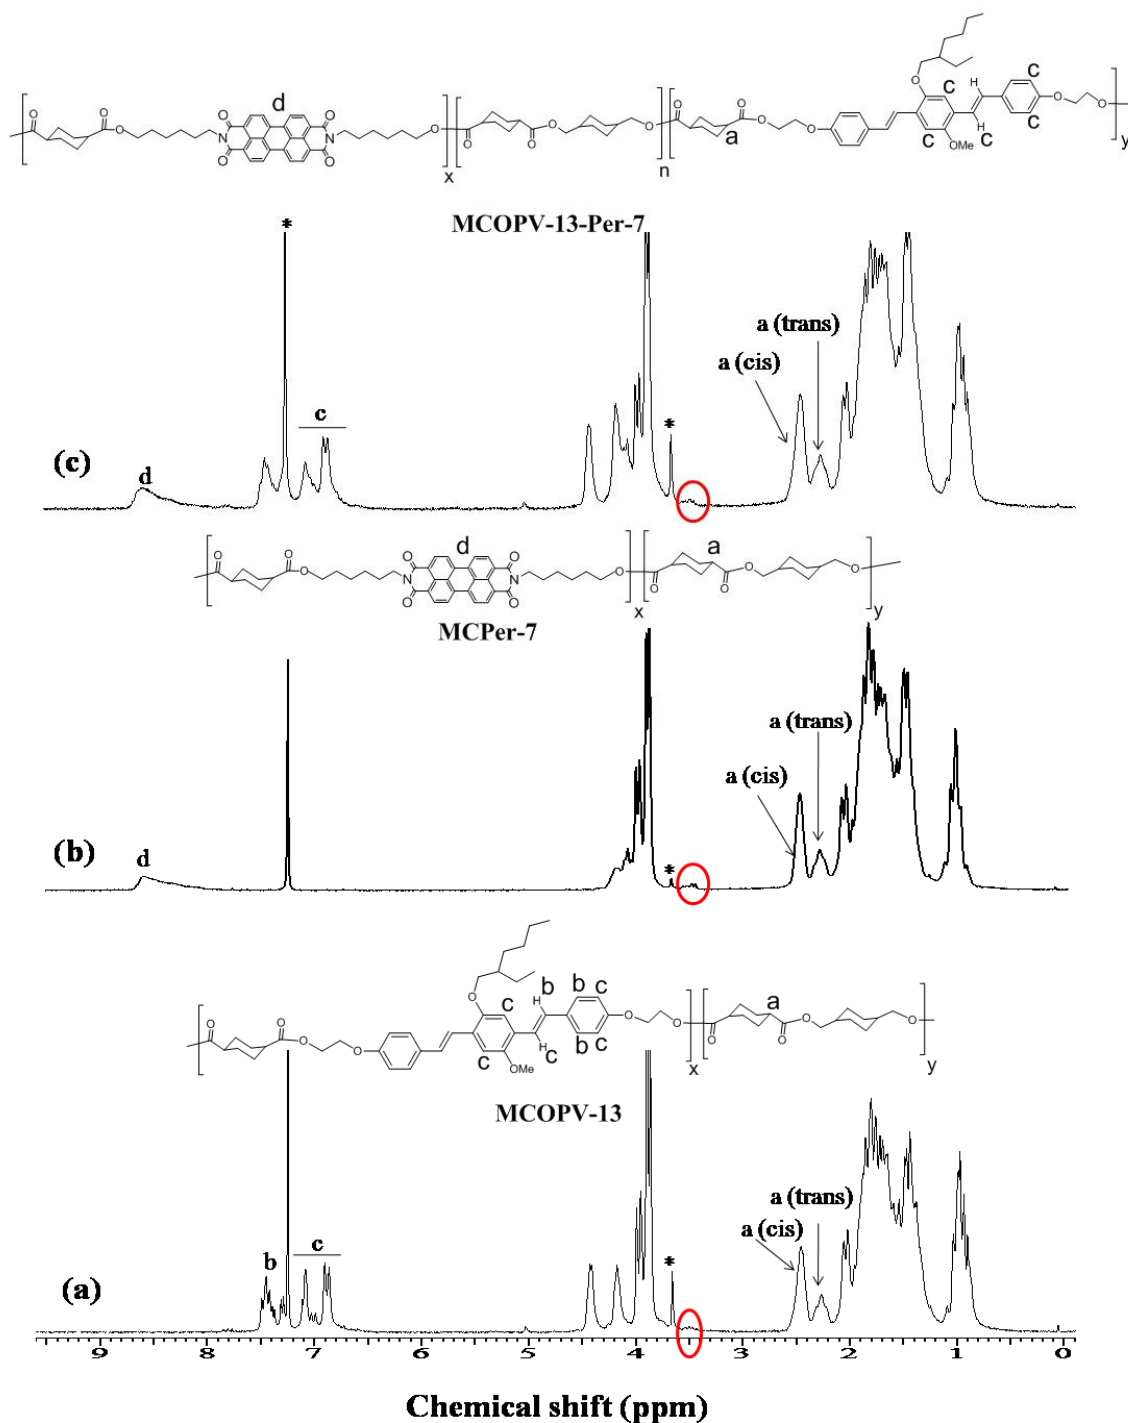 d
O O O O N N O O O O O O O O O a O O O O OMe c c c c c H H O
x n y
MCOPV-13-Per-7
*
a (trans)
a (cis)
c
*
(c)
d
d a
O O O O N N O O O O O O O O
x y
MCPer-7
a (trans)
a (cis)
(b)
d
*
O O O O O OMe c c c c c b b b H H O O O O O O a
x y
MCOPV-13
a (trans)
a (cis)
b
c
*
(a)
9 8 7 6 5 4 3 2 1 0
Chemical shift (ppm)